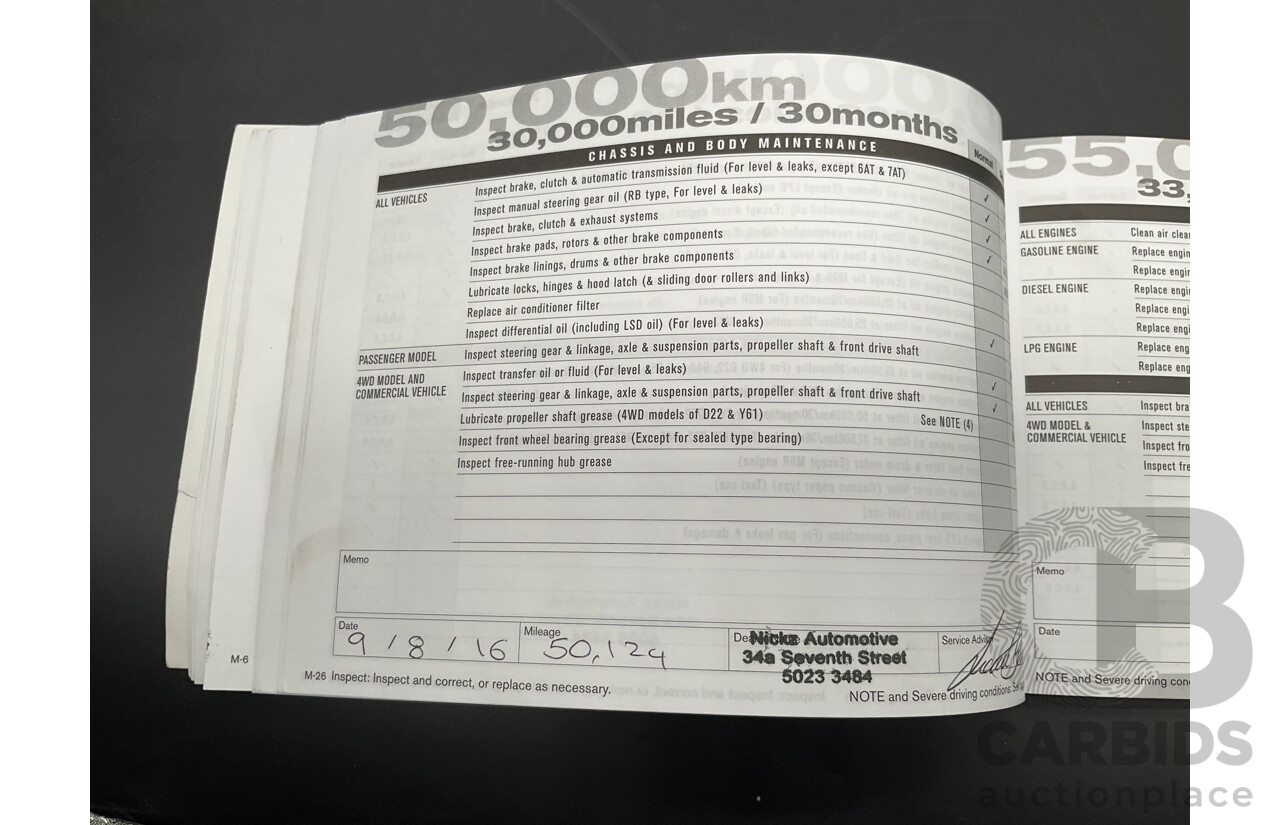 50,000km
30,000miles / 30months
CHASSIS AND BODY MAINTENANCE
Normal
ALL VEHICLES
Inspect brake, clutch & automatic transmission fluid (For level & leaks, except 6AT & 7AT)
Inspect manual steering gear oil (RB type, For level & leaks)
Inspect brake, clutch & exhaust systems
Inspect brake pads, rotors & other brake components
Inspect brake linings, drums & other brake components
Lubricate locks, hinges & hood latch (& sliding door rollers and links)
Replace air conditioner filter
Inspect differential oil (including LSD oil) (For level & leaks)
PASSENGER MODEL
Inspect steering gear & linkage, axle & suspension parts, propeller shaft & front drive shaft
4WD MODEL AND
COMMERCIAL VEHICLE
Inspect transfer oil or fluid (For level & leaks)
Inspect steering gear & linkage, axle & suspension parts, propeller shaft & front drive shaft
Lubricate propeller shaft grease (4WD models of D22 & Y61)
See NOTE (4)
Inspect front wheel bearing grease (Except for sealed type bearing)
Inspect free-running hub grease
Memo
Date
9 / 8 / 16
Mileage
50,124
Nicks Automotive
34a Seventh Street
5023 3484
Service Advis
M-6
M-26 Inspect: Inspect and correct, or replace as necessary.
NOTE and Severe driving conditions:
55,0
33,
ALL ENGINES
Clean air clea
GASOLINE ENGINE
Replace engin
Replace engir
DIESEL ENGINE
Replace engi
Replace engi
Replace engi
LPG ENGINE
Replace eng
Replace eng
ALL VEHICLES
Inspect bra
4WD MODEL &
COMMERCIAL VEHICLE
Inspect ste
Inspect fro
Inspect fre
Memo
Date
NOTE and Severe driving con
CARBIDS
auctionplace